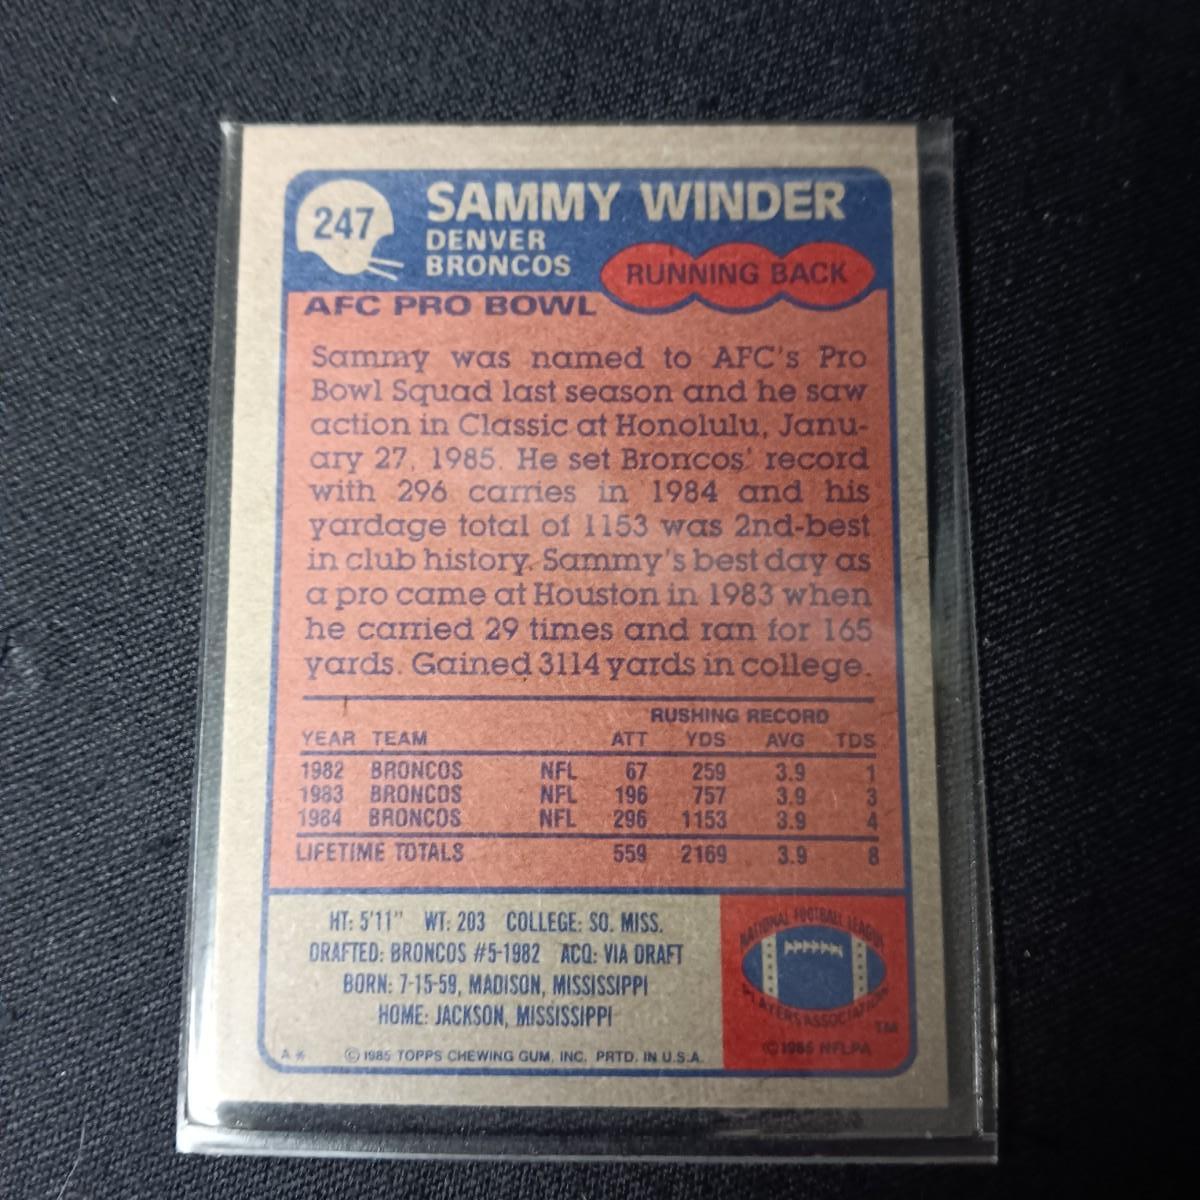 247
SAMMY WINDER
DENVER
BRONCOS
RUNNING BACK
AFC PRO BOWL
Sammy was named to AFC's Pro
Bowl Squad last season and he saw
action in Classic at Honolulu, Janu-
ary 27, 1985. He set Broncos' record
with 296 carries in 1984 and his
yardage total of 1153 was 2nd-best
in club history. Sammy's best day as
a pro came at Houston in 1983 when
he carried 29 times and ran for 165
yards. Gained 3114 yards in college.
RUSHING RECORD
YEAR TEAM ATT YDS AVG TDS
1982 BRONCOS NFL 67 259 3.9 1
1983 BRONCOS NFL 196 757 3.9 3
1984 BRONCOS NFL 296 1153 3.9 4
LIFETIME TOTALS 559 2169 3.9 8
HT: 5'11" WT: 203 COLLEGE: SO. MISS.
DRAFTED: BRONCOS #5-1982 ACQ: VIA DRAFT
BORN: 7-15-59, MADISON, MISSISSIPPI
HOME: JACKSON, MISSISSIPPI
A* ©1985 TOPPS CHEWING GUM, INC. PRTD. IN U.S.A.
NATIONAL FOOTBALL LEAGUE
PLAYERS ASSOCIATION
TM
©1985 NFLPA